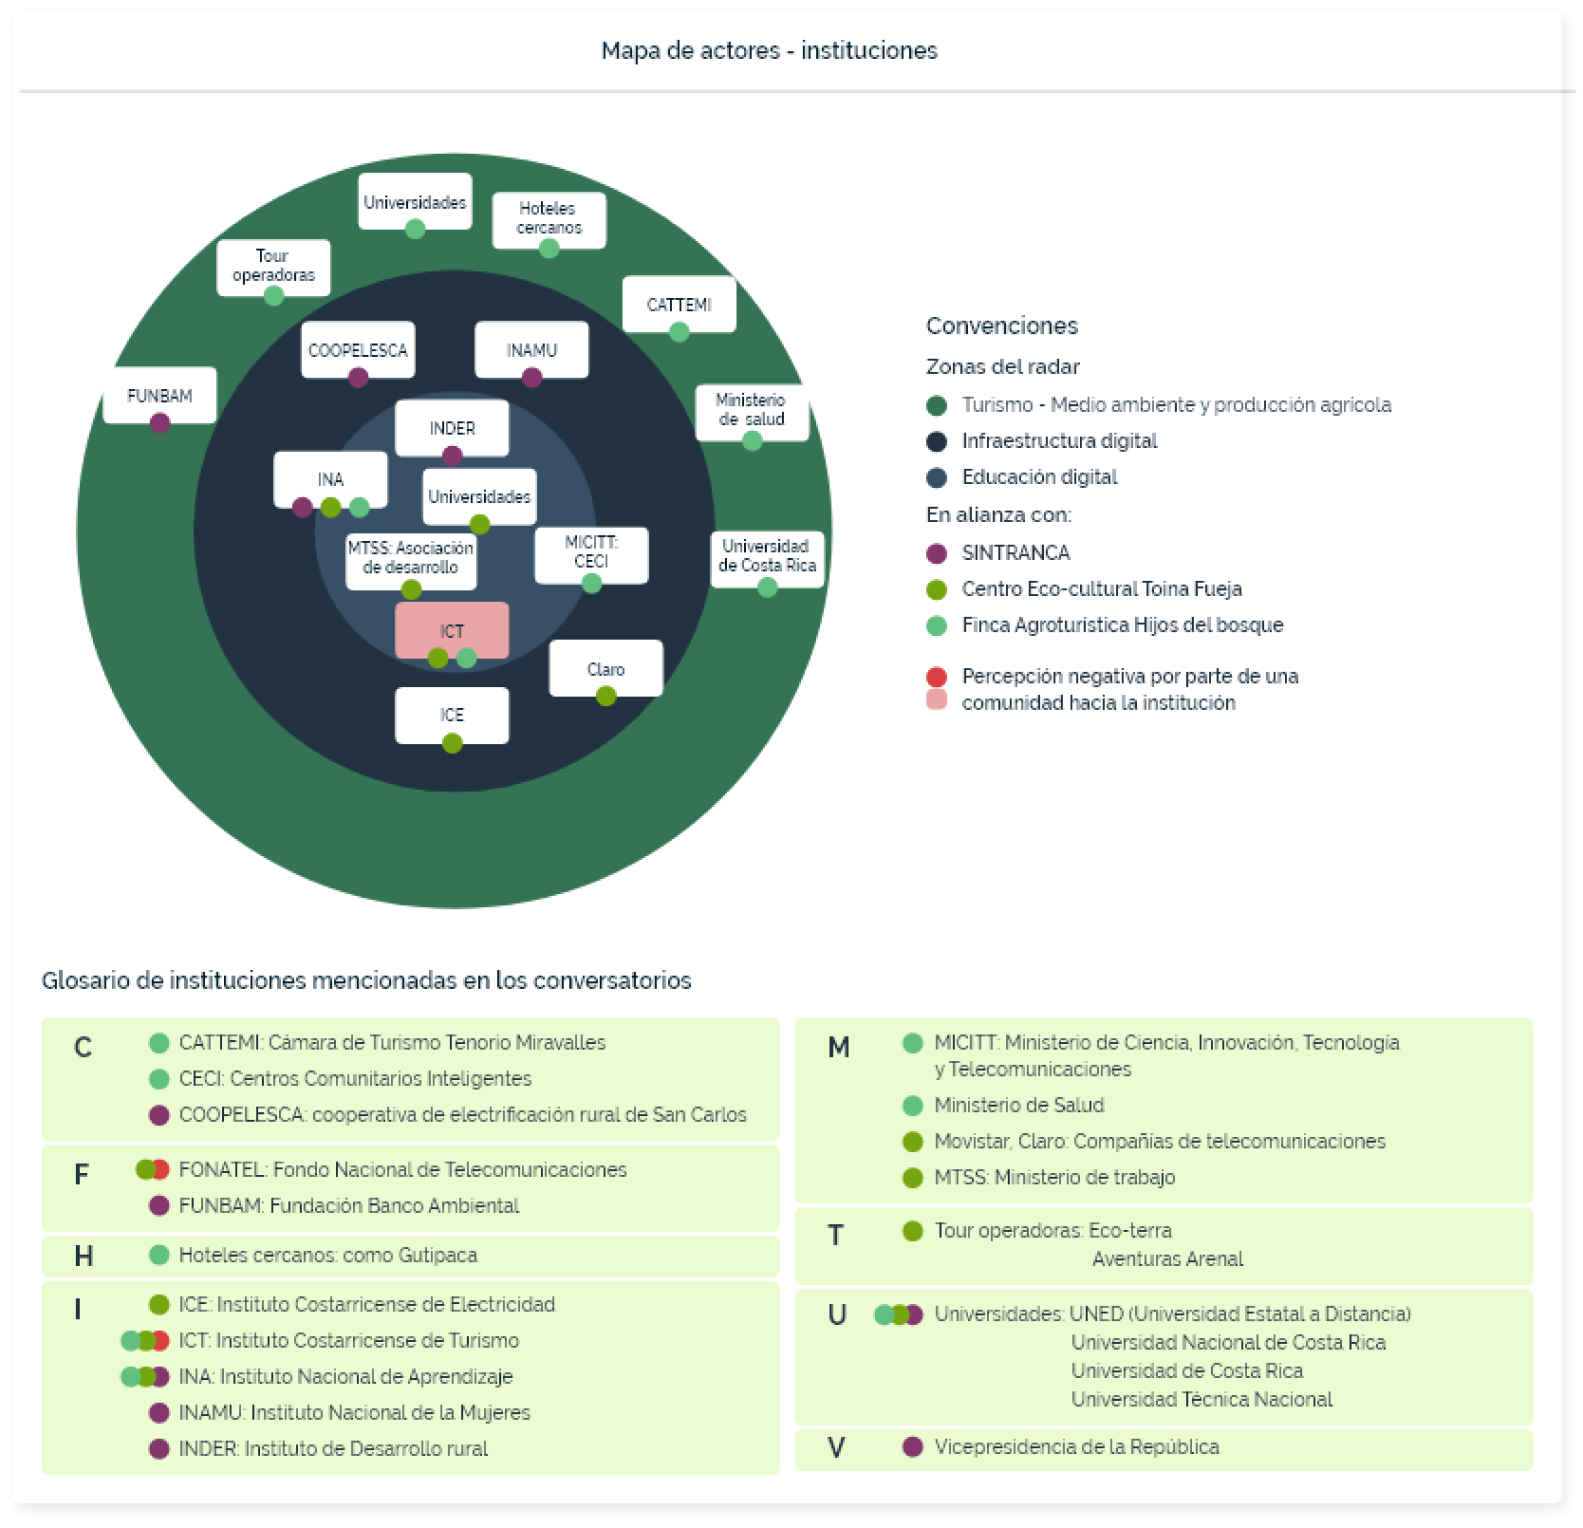 Mapa de actores - instituciones
Universidades
Hoteles
cercanos
Tour
operadoras
CATTEMI
COOPELESCA
INAMU
FUNBAM
Ministerio
de salud
INDER
INA
Universidades
MTSS: Asociación
de desarrollo
MICITT:
CECI
Universidad
de Costa Rica
ICT
Claro
ICE
Convenciones
Zonas del radar
Turismo - Medio ambiente y producción agrícola
Infraestructura digital
Educación digital
En alianza con:
SINTRANCA
Centro Eco-cultural Toina Fueja
Finca Agroturística Hijos del bosque
Percepción negativa por parte de una
comunidad hacia la institución
Glosario de instituciones mencionadas en los conversatorios
C
CATTEMI: Cámara de Turismo Tenorio Miravalles
CECI: Centros Comunitarios Inteligentes
COOPELESCA: cooperativa de electrificación rural de San Carlos
F
FONATEL: Fondo Nacional de Telecomunicaciones
FUNBAM: Fundación Banco Ambiental
H
Hoteles cercanos: como Gutipaca
I
ICE: Instituto Costarricense de Electricidad
ICT: Instituto Costarricense de Turismo
INA: Instituto Nacional de Aprendizaje
INAMU: Instituto Nacional de la Mujeres
INDER: Instituto de Desarrollo rural
M
MICITT: Ministerio de Ciencia, Innovación, Tecnología
y Telecomunicaciones
Ministerio de Salud
Movistar, Claro: Compañías de telecomunicaciones
MTSS: Ministerio de trabajo
T
Tour operadoras: Eco-terra
Aventuras Arenal
U
Universidades: UNED (Universidad Estatal a Distancia)
Universidad Nacional de Costa Rica
Universidad de Costa Rica
Universidad Técnica Nacional
V
Vicepresidencia de la República